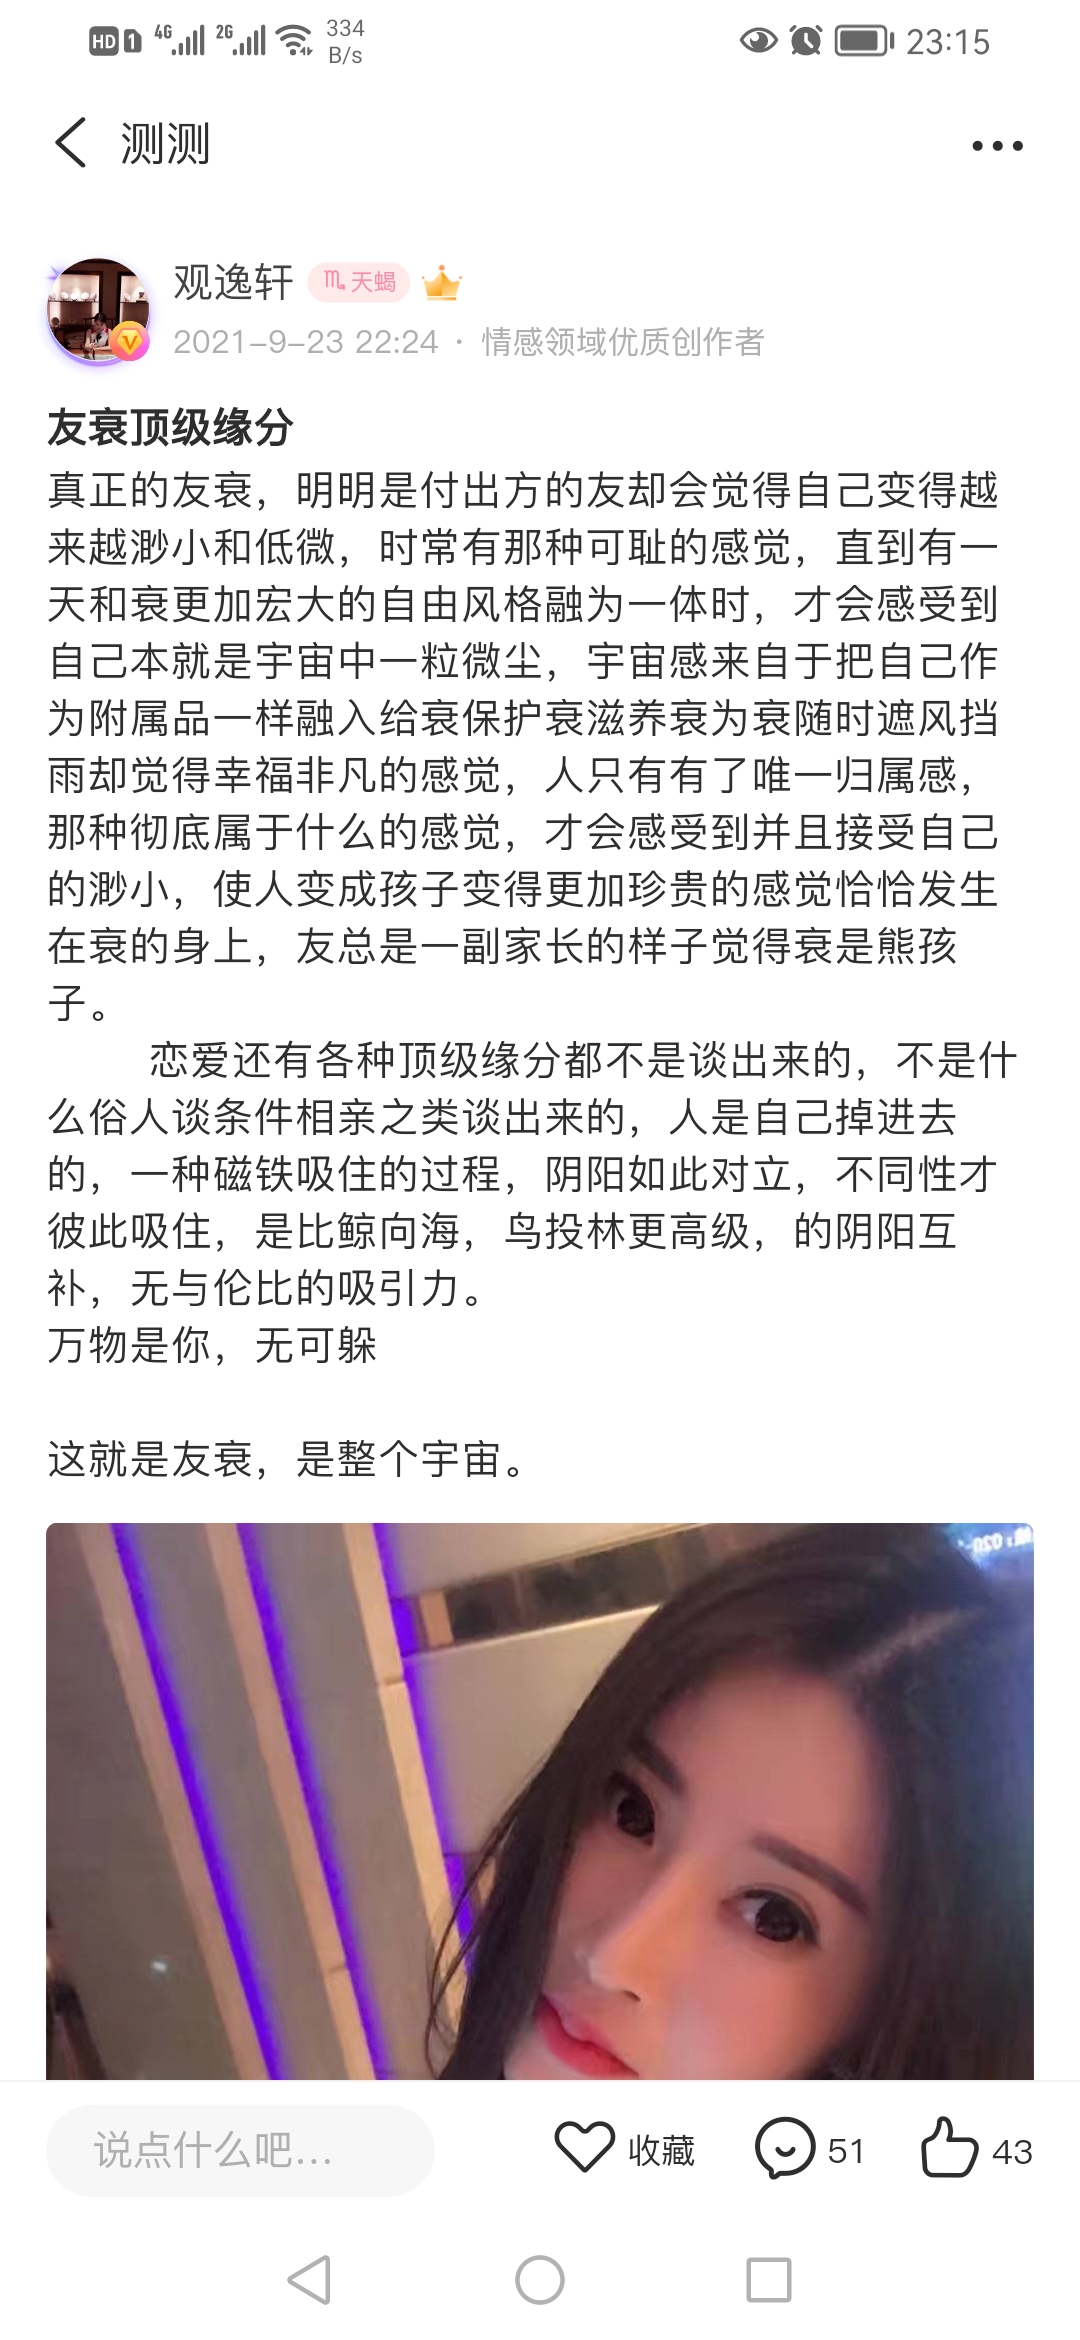 HD 1 4G 2G 334 B/s 23:15
测测
观逸轩 ♏天蝎
2021-9-23 22:24 · 情感领域优质创作者
友衰顶级缘分
真正的友衰，明明是付出方的友却会觉得自己变得越
来越渺小和低微，时常有那种可耻的感觉，直到有一
天和衰更加宏大的自由风格融为一体时，才会感受到
自己本就是宇宙中一粒微尘，宇宙感来自于把自己作
为附属品一样融入给衰保护衰滋养衰为衰随时遮风挡
雨却觉得幸福非凡的感觉，人只有有了唯一归属感，
那种彻底属于什么的感觉，才会感受到并且接受自己
的渺小，使人变成孩子变得更加珍贵的感觉恰恰发生
在衰的身上，友总是一副家长的样子觉得衰是熊孩
子。
恋爱还有各种顶级缘分都不是谈出来的，不是什
么俗人谈条件相亲之类谈出来的，人是自己掉进去
的，一种磁铁吸住的过程，阴阳如此对立，不同性才
彼此吸住，是比鲸向海，鸟投林更高级，的阴阳互
补，无与伦比的吸引力。
万物是你，无可躲
这就是友衰，是整个宇宙。
说点什么吧... 收藏 51 43